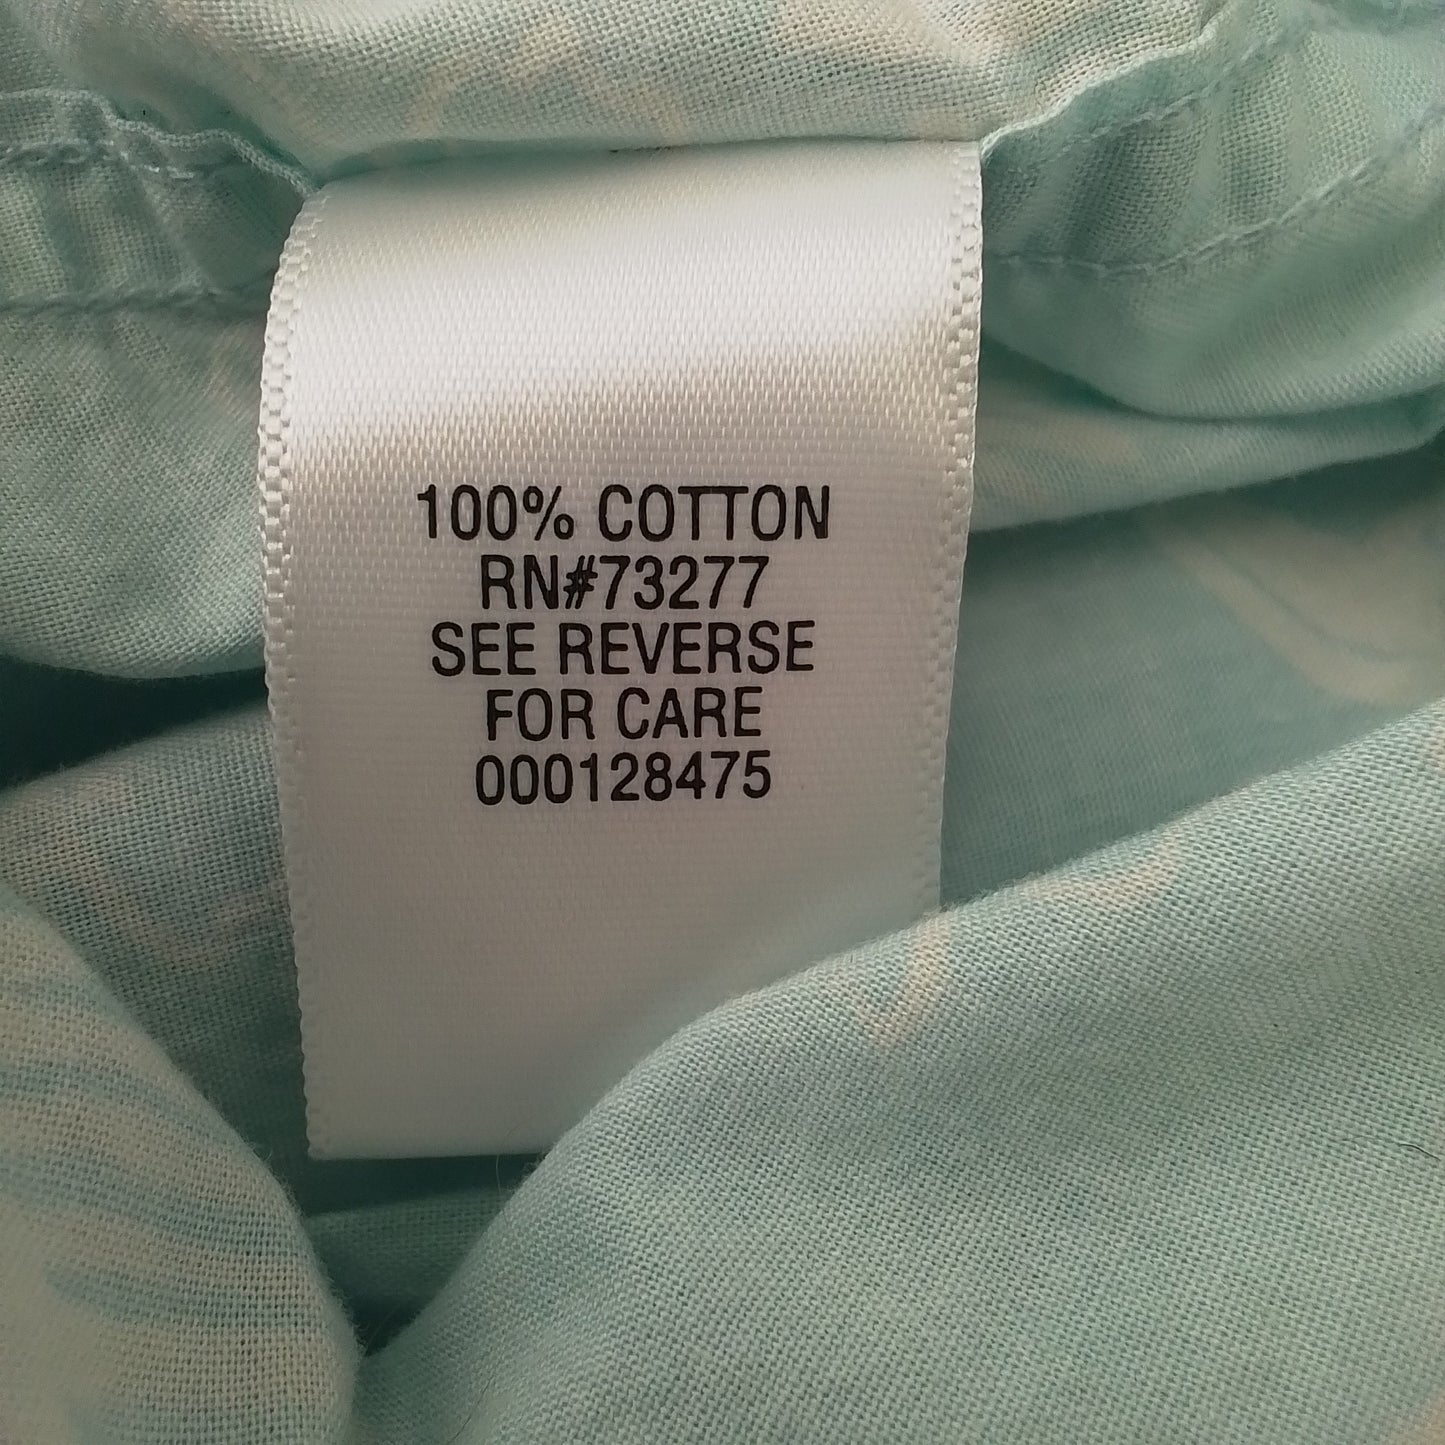 100% COTTON
RN#73277
SEE REVERSE
FOR CARE
000128475